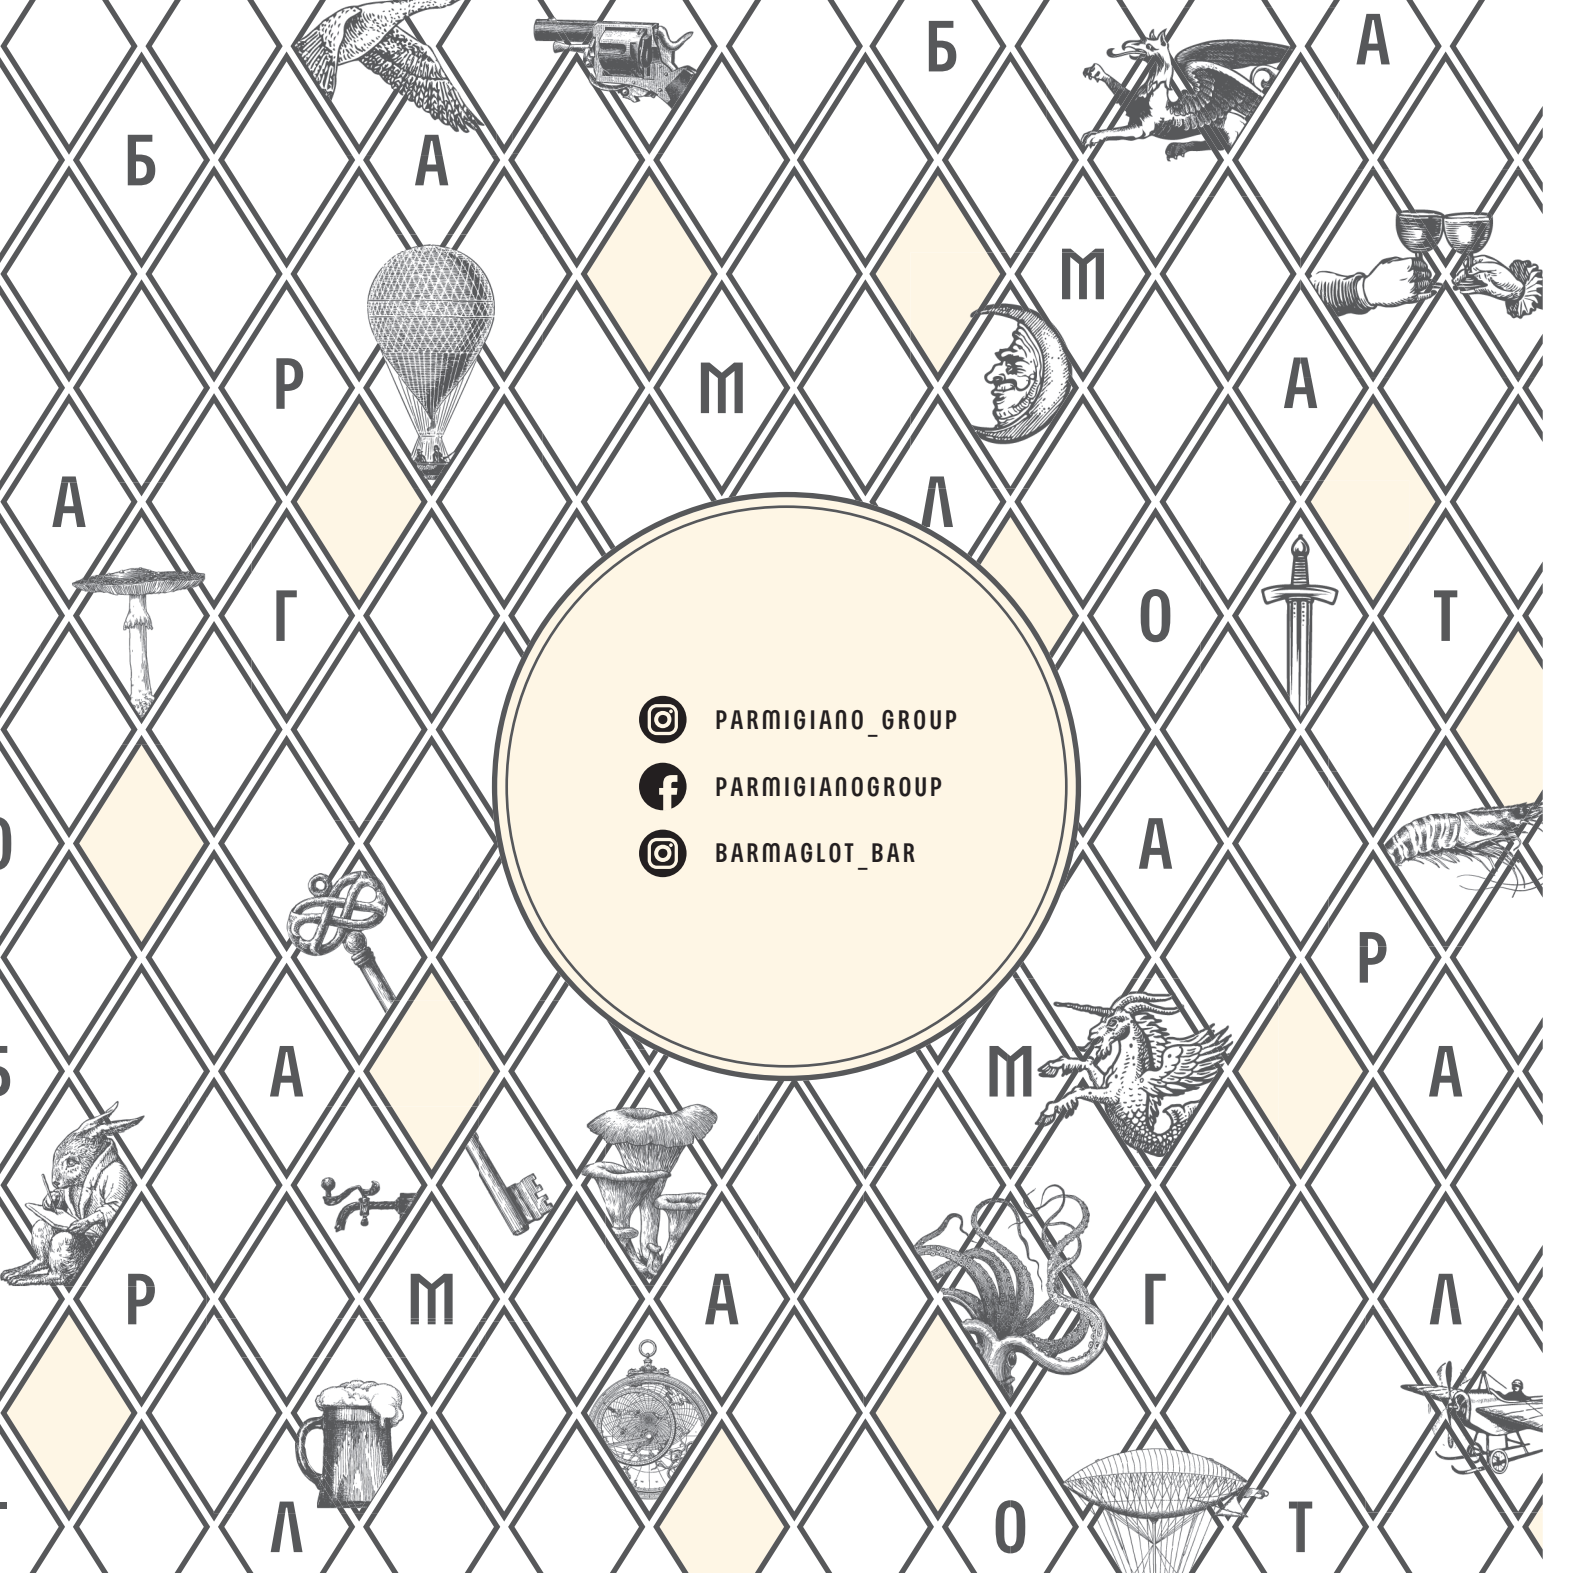 Б А
Б А
М
Р М А
А Л
Г О Т
PARMIGIANO_GROUP
PARMIGIANOGROUP
BARMAGLOT_BAR
О А
Р
Б А М А
Р М А Г Л
Л О Т